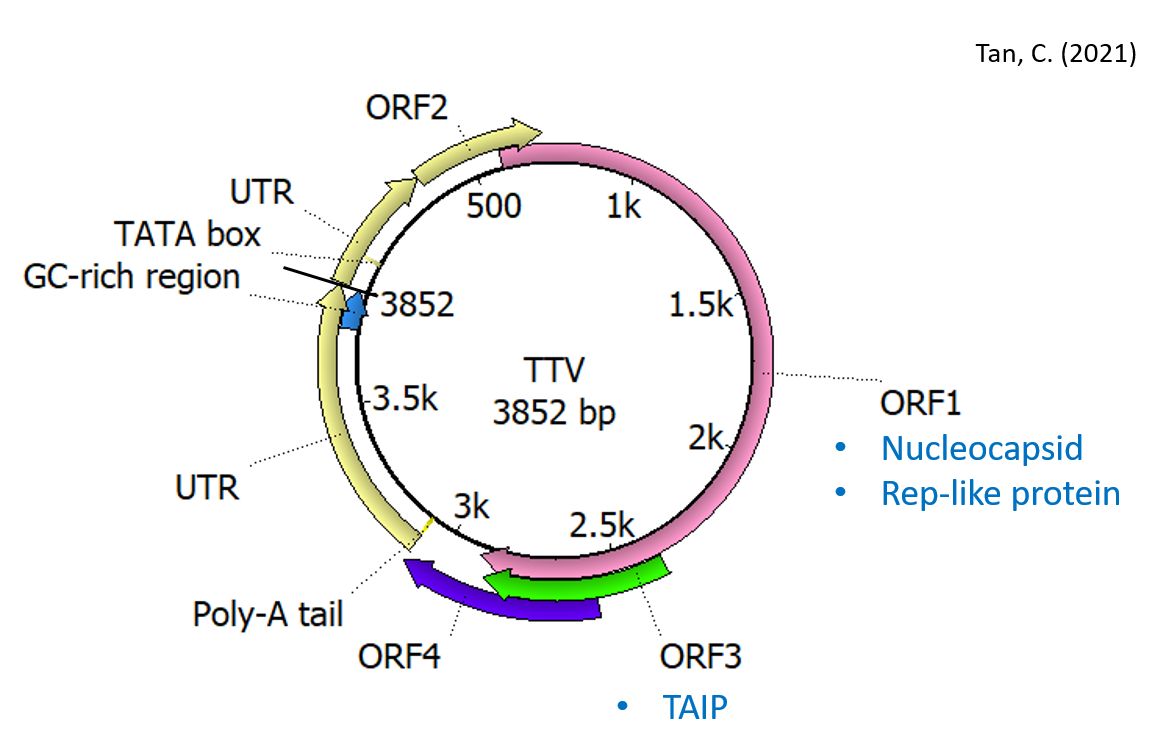 Tan, C. (2021)
ORF2
UTR
TATA box
GC-rich region
500
1k
3852
1.5k
TTV
3852 bp
3.5k
ORF1
• Nucleocapsid
• Rep-like protein
2k
UTR
3k
2.5k
Poly-A tail
ORF4
ORF3
• TAIP